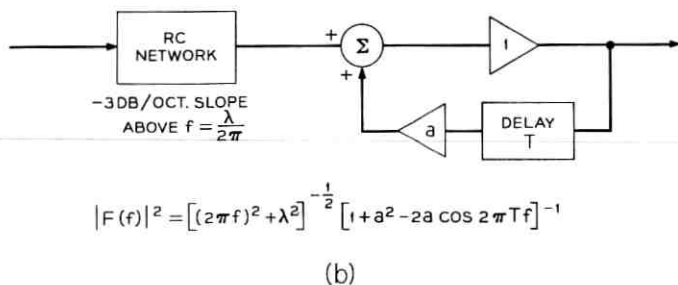 RC
NETWORK
-3DB/OCT. SLOPE
ABOVE f = λ/2π
+
Σ
+
1
a
DELAY
T
|F(f)|² = [(2πf)² + λ²]^{-1/2} [1 + a² - 2a cos 2πTf]⁻¹
(b)